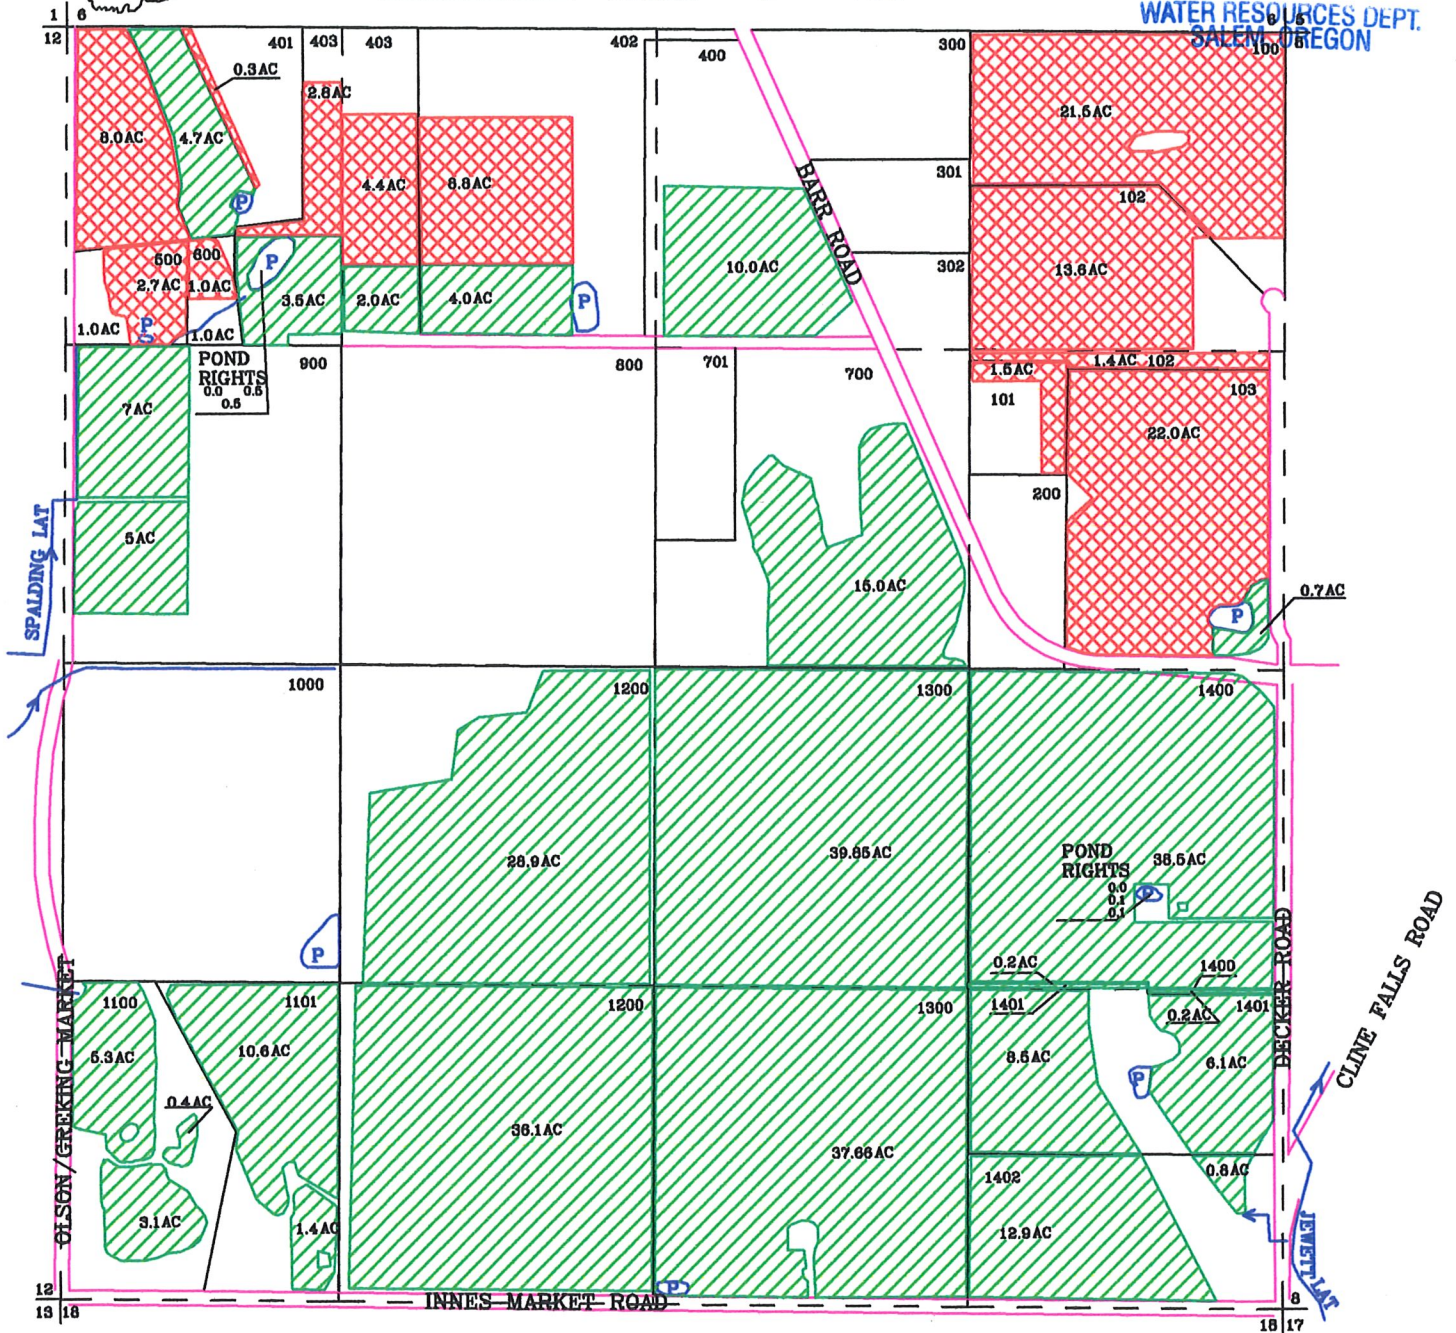 WATER RESOURCES DEPT.
SALEM, OREGON
1 6
12
401
403
403
402
400
300
100
0.3AC
2.8AC
8.0AC
4.7AC
4.4AC
8.8AC
21.5AC
301
102
BARR ROAD
P
500
600
P
10.0AC
302
13.6AC
2.7AC
1.0AC
3.5AC
2.0AC
4.0AC
P
1.0AC
P
1.0AC
POND
RIGHTS
0.0 0.5
0.5
900
800
701
700
1.5AC
1.4AC 102
101
103
7AC
22.0AC
200
5AC
SPALDING LAT
15.0AC
0.7AC
P
1000
1200
1300
1400
28.9AC
39.85AC
POND
RIGHTS
0.0
0.1
0.1
38.5AC
P
P
0.2AC
1400
1100
1101
1200
1300
1401
0.2AC
1401
5.3AC
10.6AC
8.5AC
6.1AC
P
DECKER ROAD
CLINE FALLS ROAD
OLSON/GREKING MARKET
0.4AC
36.1AC
37.66AC
0.8AC
1402
3.1AC
1.4AC
12.9AC
JEWETT LAT
P
12
13 18
INNES MARKET ROAD
8
17